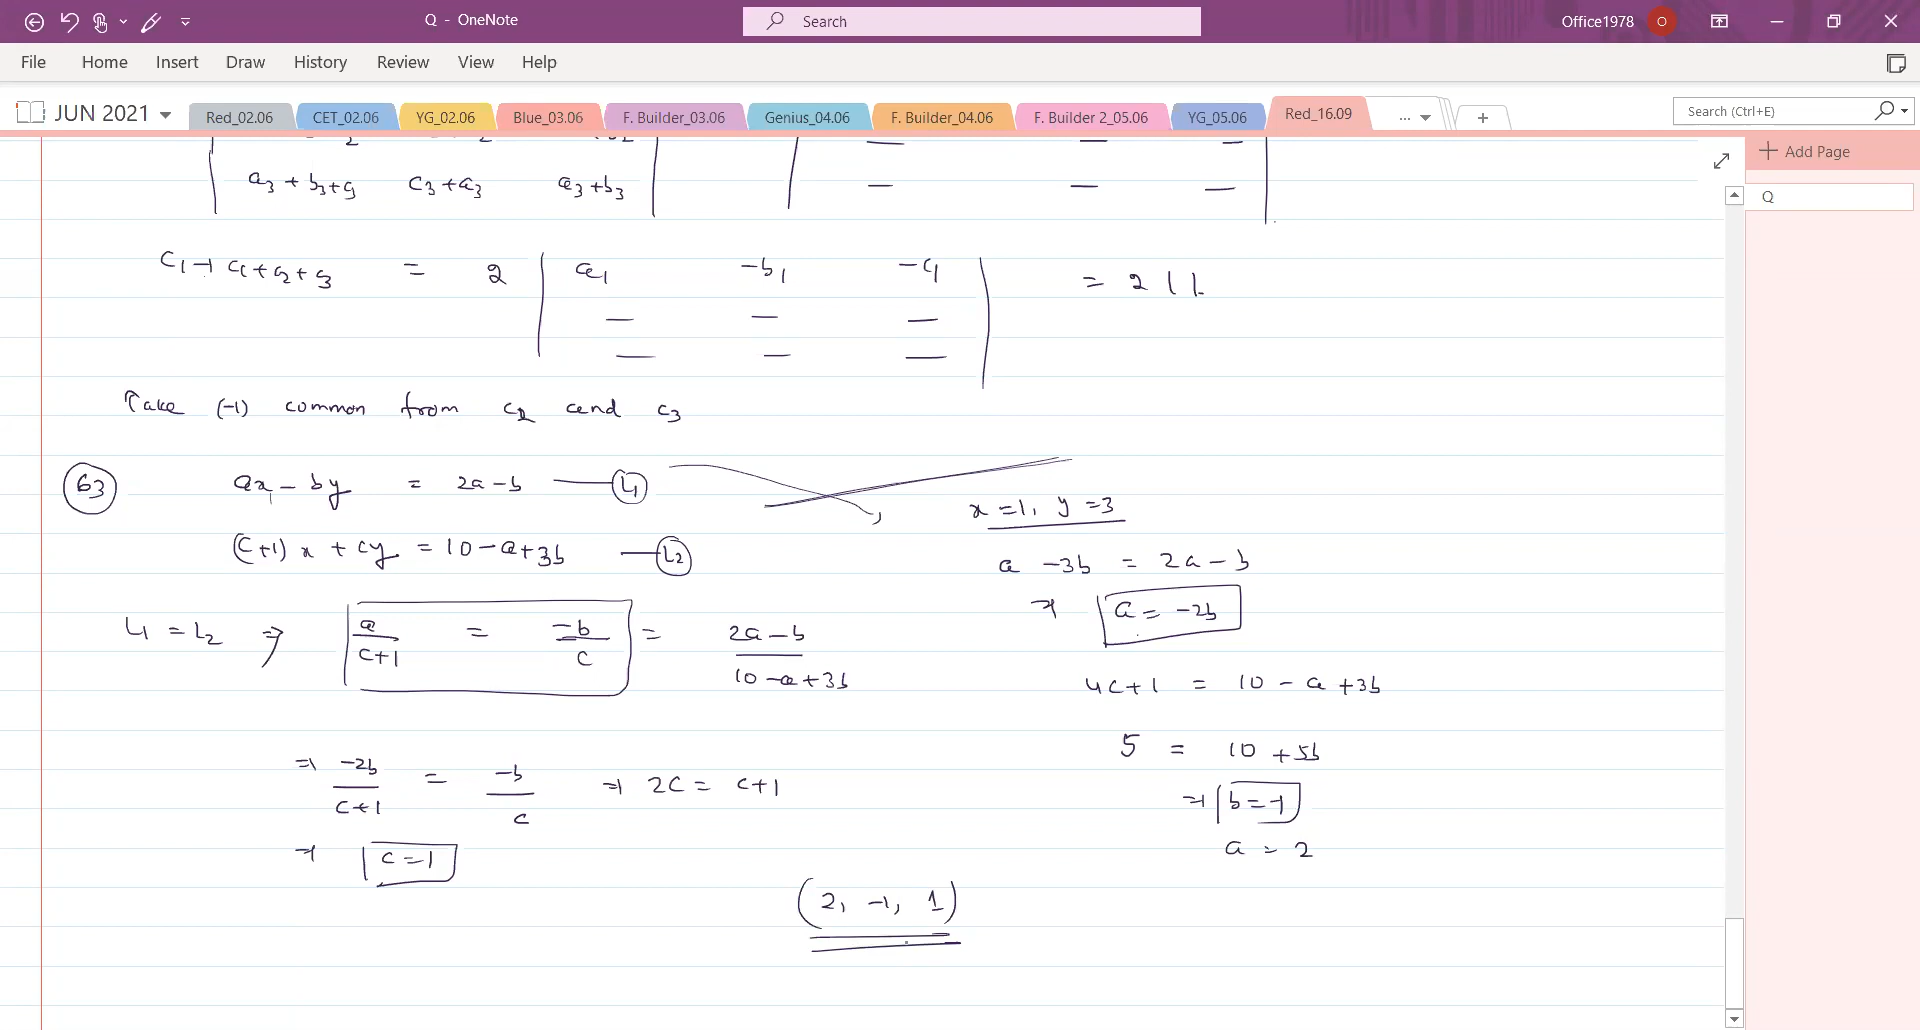 Q - OneNote
Search
Office1978
O
File Home Insert Draw History Review View Help
JUN 2021
Red_02.06 CET_02.06 YG_02.06 Blue_03.06 F. Builder_03.06 Genius_04.06 F. Builder_04.06 F. Builder 2_05.06 YG_05.06 Red_16.09 ... +
Search (Ctrl+E)
Add Page
Q
a3 + b3 + c3 c3 + a3 a3 + b3
C1 → C1 + C2 + C3 = 2 | a1 -b1 -c1 | = 2 | |
Take (-1) common from C2 and C3
63 ax - by = 2a - b — L1
(c+1) x + cy = 10 - a + 3b — L2
L1 = L2 ⇒ a/(c+1) = -b/c = (2a - b)/(10 - a + 3b)
⇒ -2b/(c+1) = -b/c ⇒ 2c = c+1
⇒ c = 1
x = 1, y = 3
a - 3b = 2a - b
⇒ a = -2b
4c + 1 = 10 - a + 3b
5 = 10 + 5b
⇒ b = -1
a = 2
(2, -1, 1)